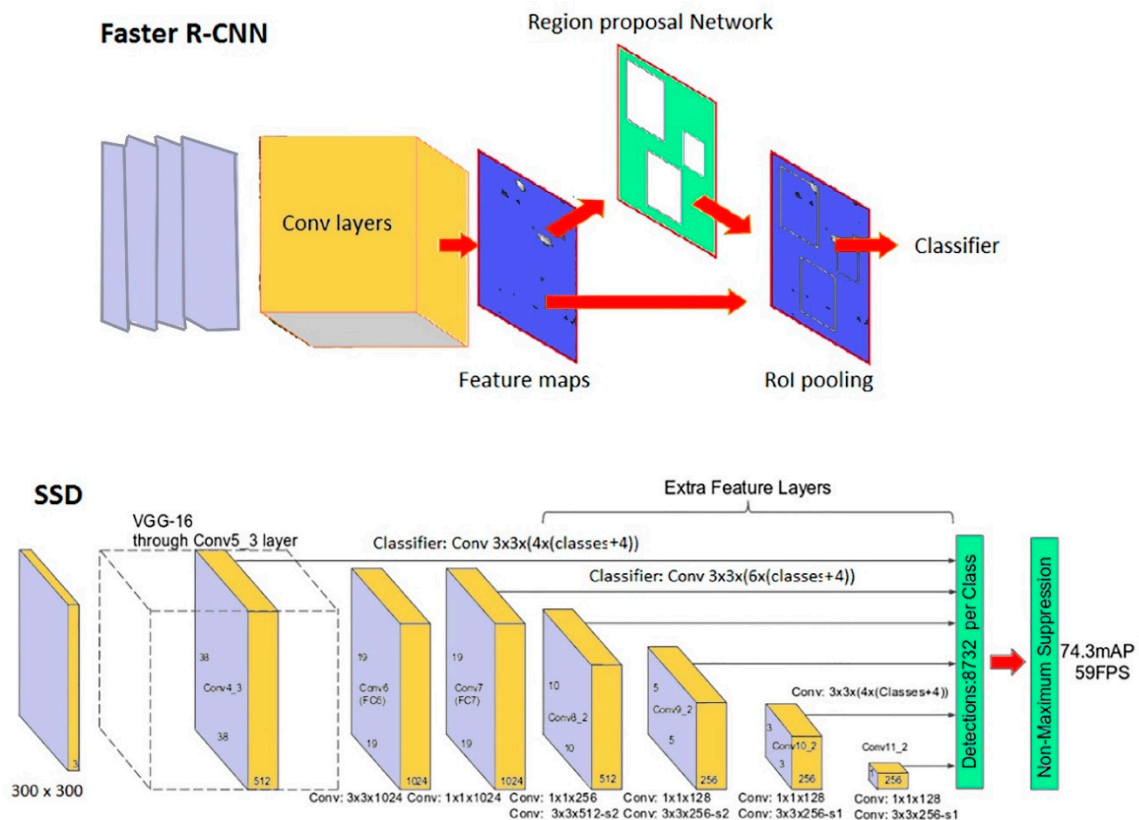 Faster R-CNN
Region proposal Network
Conv layers
Classifier
Feature maps
RoI pooling
SSD
Extra Feature Layers
VGG-16
through Conv5_3 layer
Classifier: Conv 3x3x(4x(classes+4))
Classifier: Conv 3x3x(6x(classes+4))
38
Conv4_3
38
512
19
Conv6
(FC6)
19
1024
19
Conv7
(FC7)
19
1024
10
Conv8_2
10
512
5
Conv9_2
5
256
Conv: 3x3x(4x(Classes+4))
3
Conv10_2
3
256
Conv11_2
1
256
3
300 x 300
Conv: 3x3x1024
Conv: 1x1x1024
Conv: 1x1x256
Conv: 3x3x512-s2
Conv: 1x1x128
Conv: 3x3x256-s2
Conv: 1x1x128
Conv: 3x3x256-s1
Conv: 1x1x128
Conv: 3x3x256-s1
Detections:8732 per Class
Non-Maximum Suppression
74.3mAP
59FPS